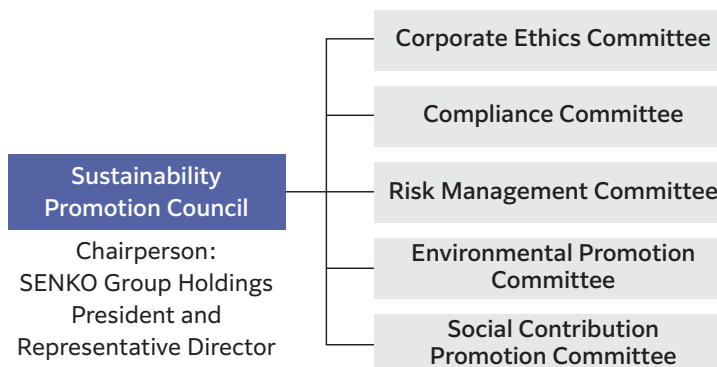 Sustainability
Promotion Council
Chairperson:
SENKO Group Holdings
President and
Representative Director
Corporate Ethics Committee
Compliance Committee
Risk Management Committee
Environmental Promotion
Committee
Social Contribution
Promotion Committee